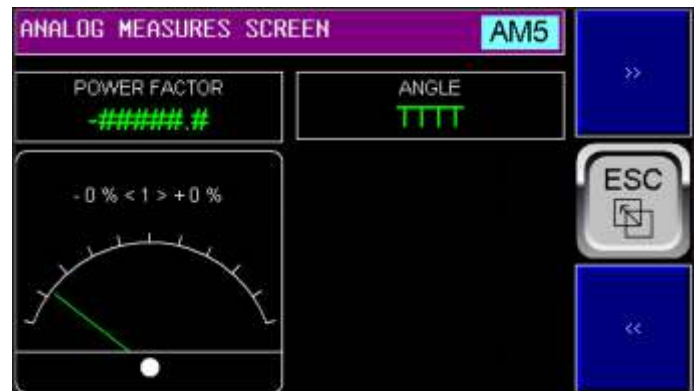 ANALOG MEASURES SCREEN
AM5
POWER FACTOR
-#####.#
ANGLE
TTTT
- 0 % < 1 > + 0 %
>>
ESC
<<